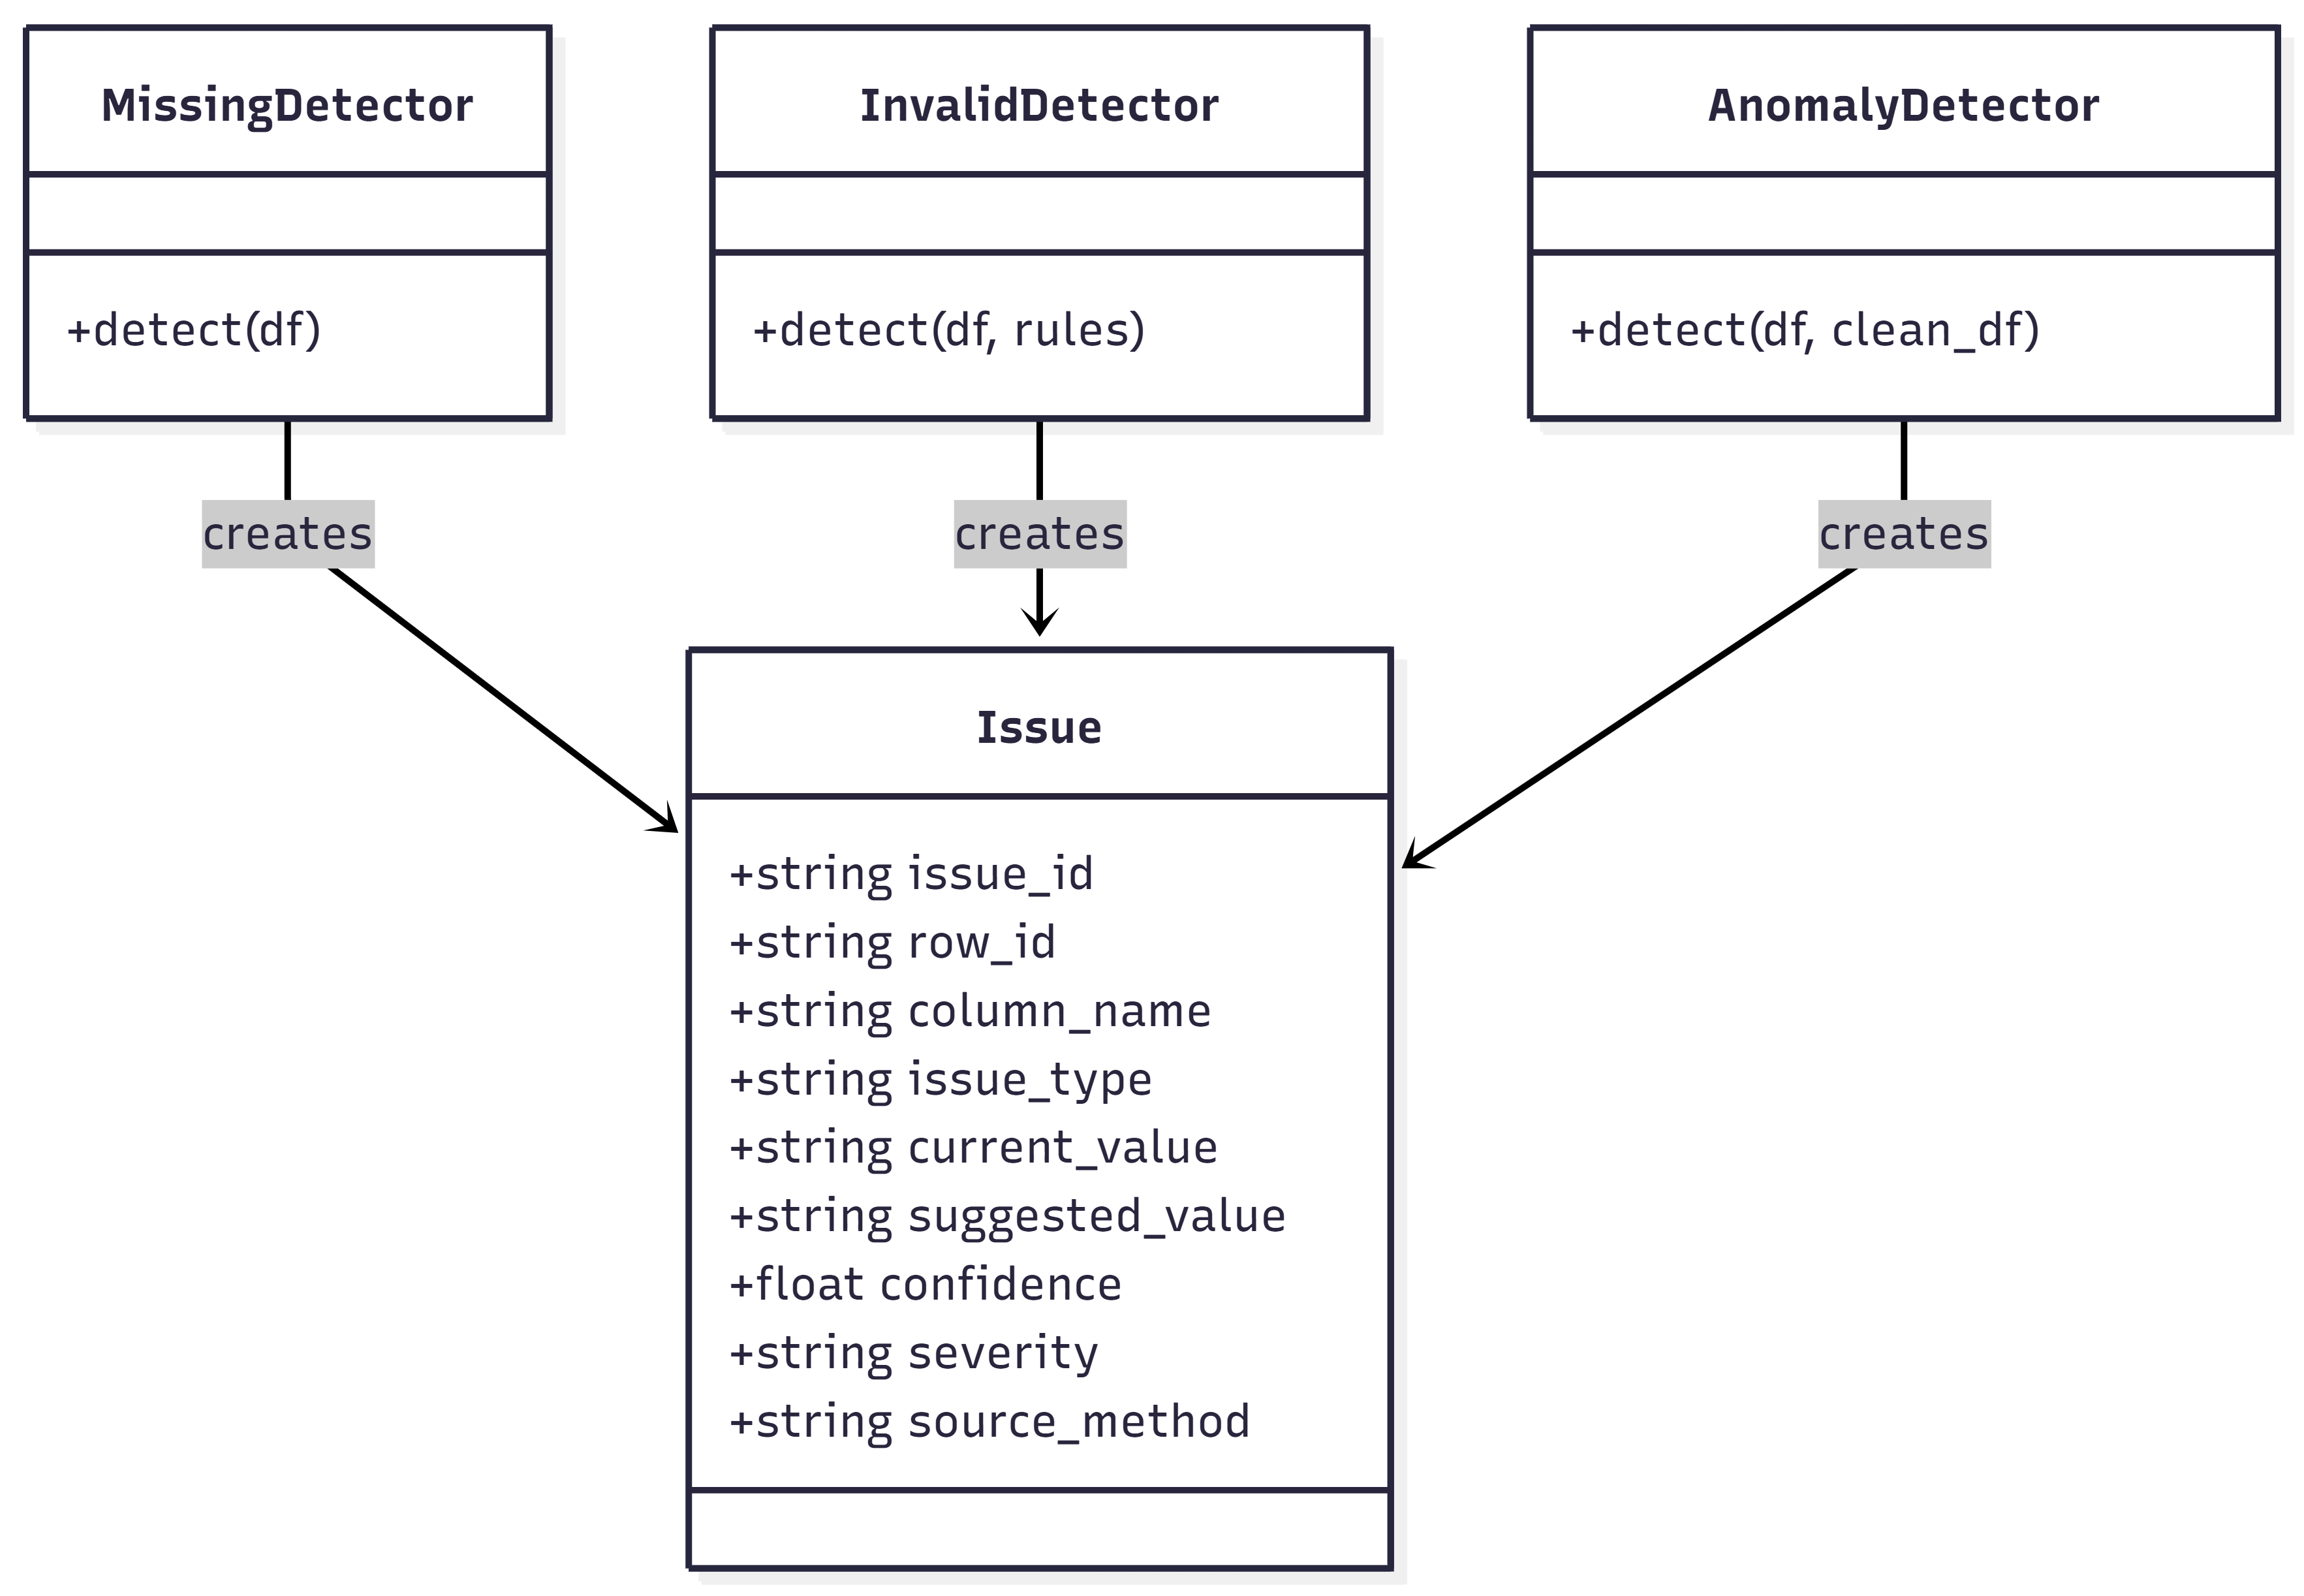 MissingDetector
+detect(df)
InvalidDetector
+detect(df, rules)
AnomalyDetector
+detect(df, clean_df)
creates
creates
creates
Issue
+string issue_id
+string row_id
+string column_name
+string issue_type
+string current_value
+string suggested_value
+float confidence
+string severity
+string source_method